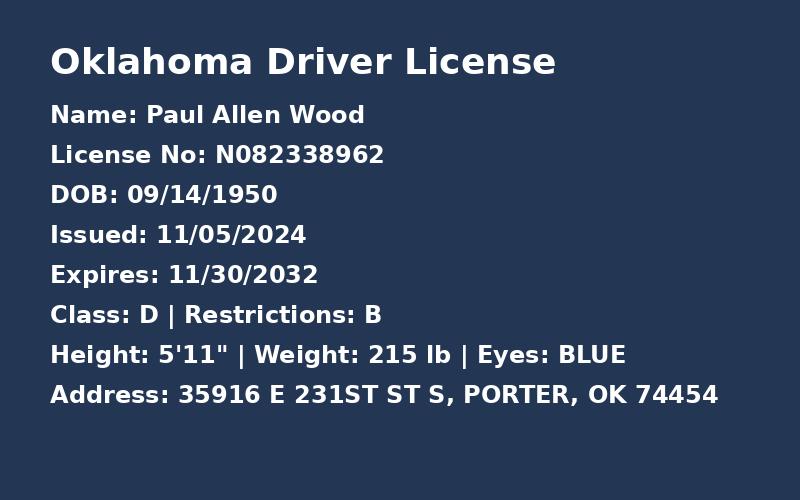 Oklahoma Driver License
Name: Paul Allen Wood
License No: N082338962
DOB: 09/14/1950
Issued: 11/05/2024
Expires: 11/30/2032
Class: D | Restrictions: B
Height: 5'11" | Weight: 215 lb | Eyes: BLUE
Address: 35916 E 231ST ST S, PORTER, OK 74454